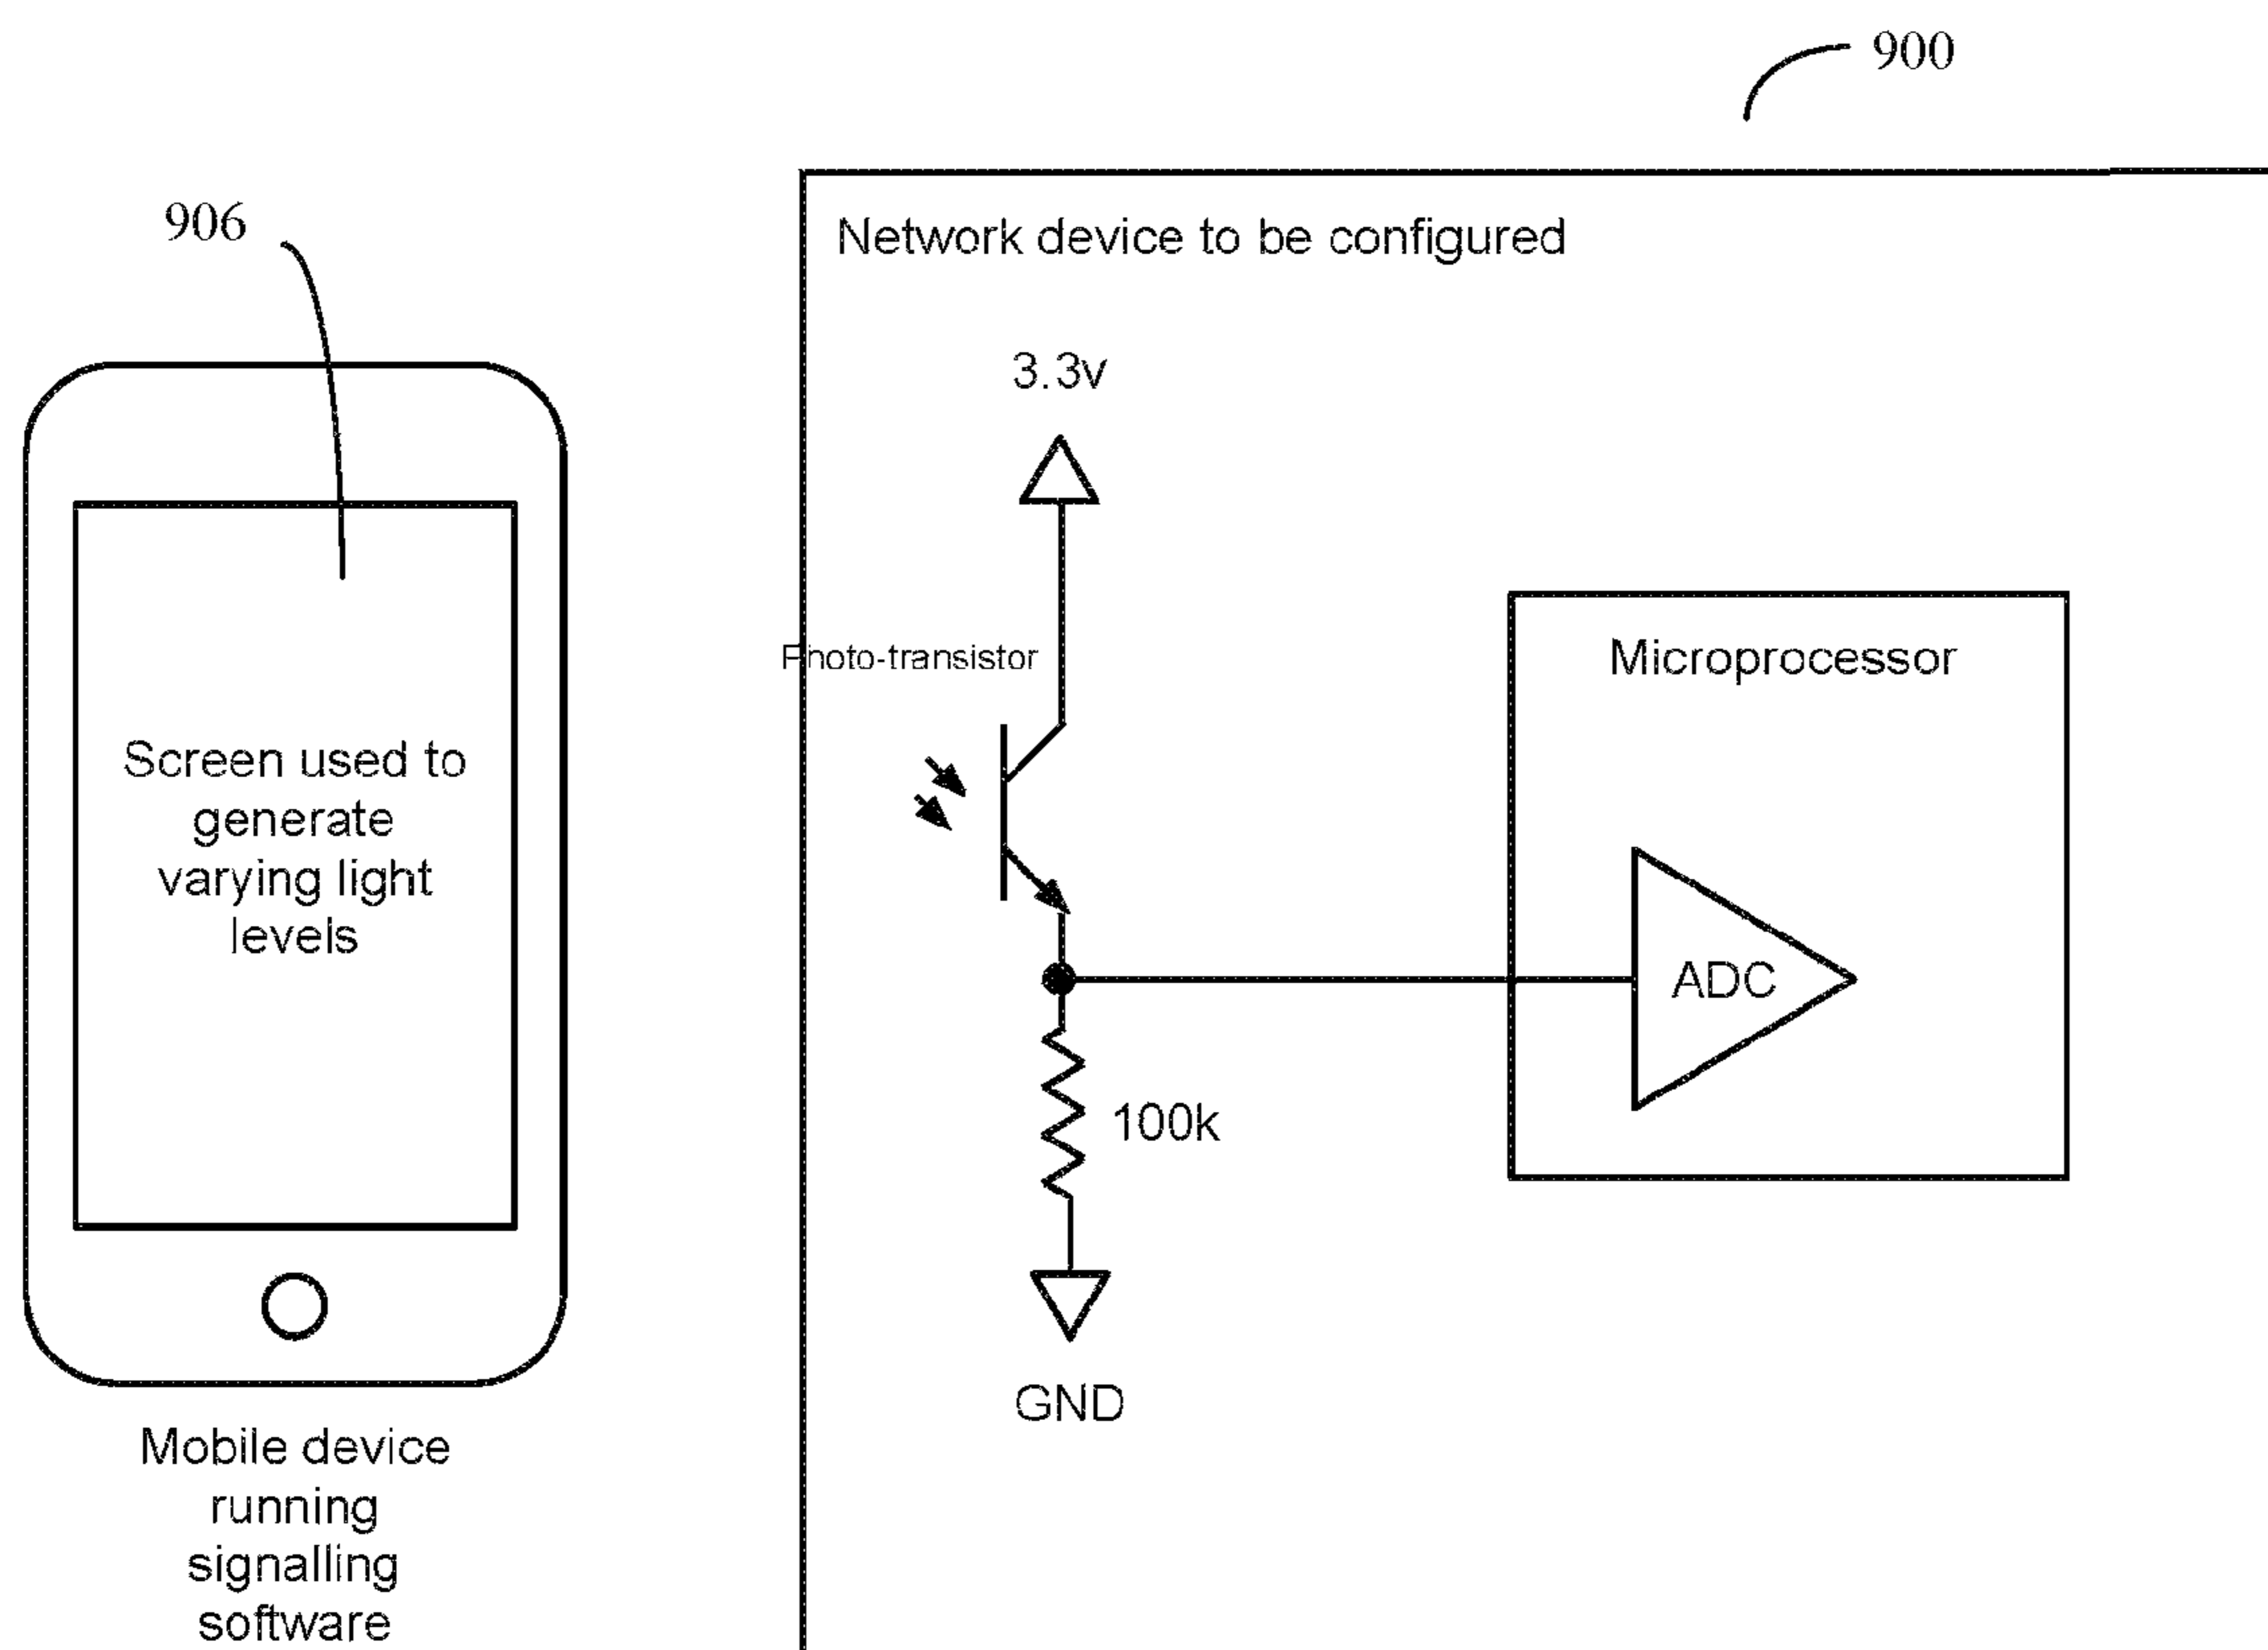 900
906
Network device to be configured
3.3v
Photo-transistor
Microprocessor
Screen used to
generate
varying light
levels
ADC
100k
GND
Mobile device
running
signalling
software